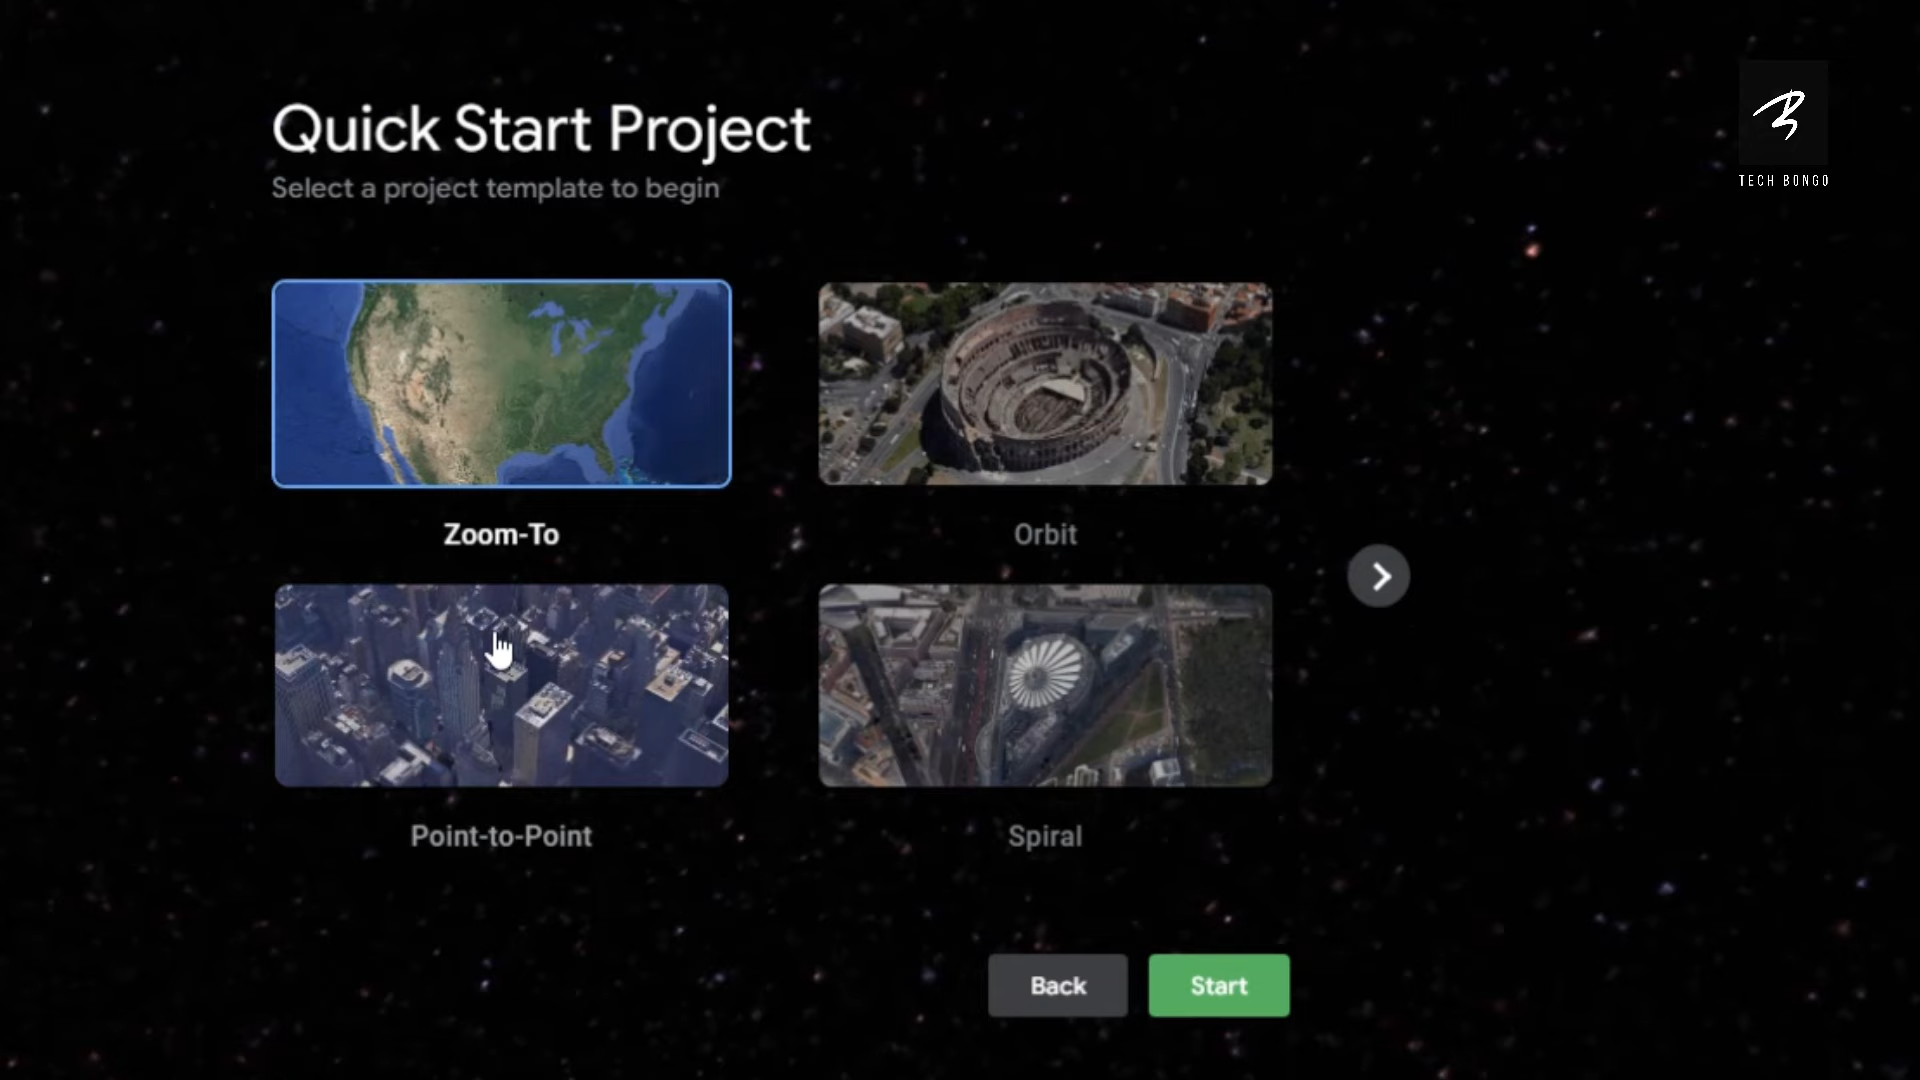 Quick Start Project
Select a project template to begin
TECH BONGO
Zoom-To
Orbit
Point-to-Point
Spiral
Back
Start